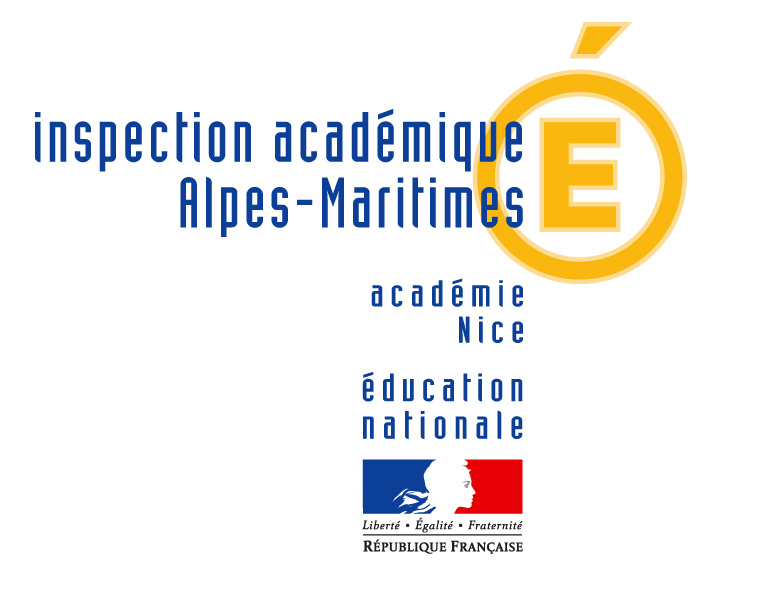 inspection académique
Alpes-Maritimes
É
académie
Nice
éducation
nationale
Liberté • Égalité • Fraternité
RÉPUBLIQUE FRANÇAISE